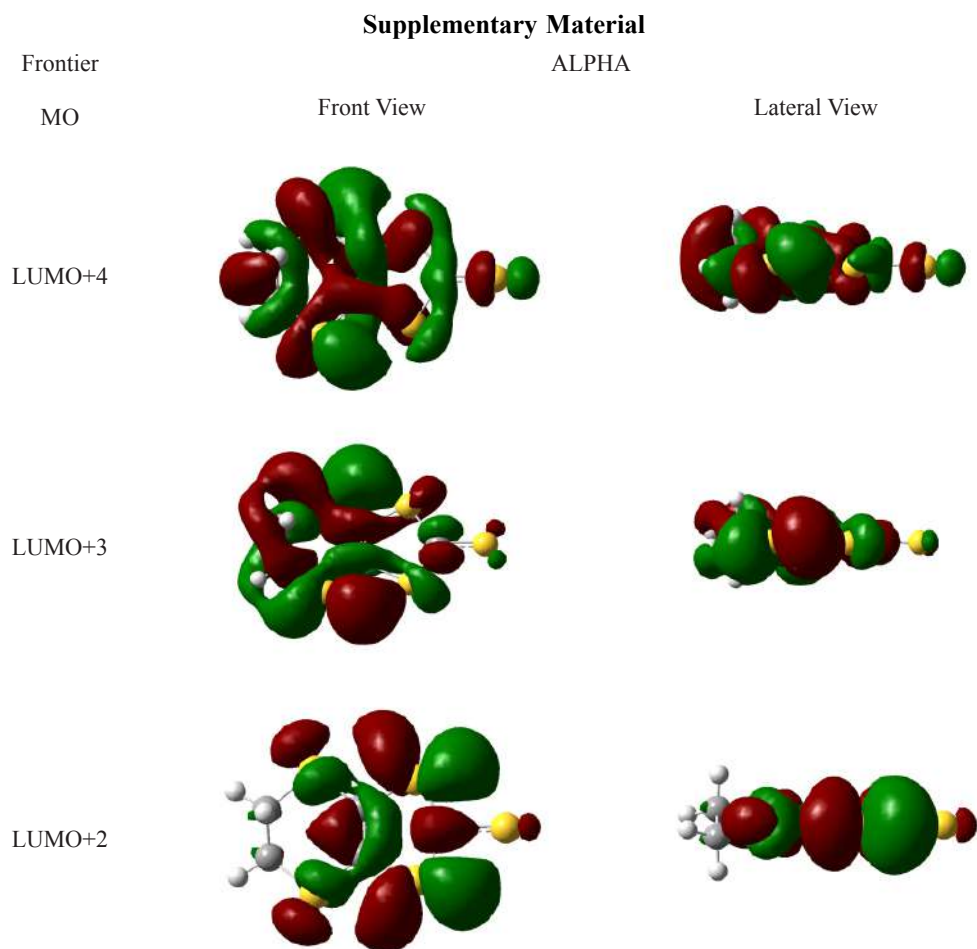 Supplementary Material
Frontier ALPHA
MO Front View Lateral View
LUMO+4
LUMO+3
LUMO+2